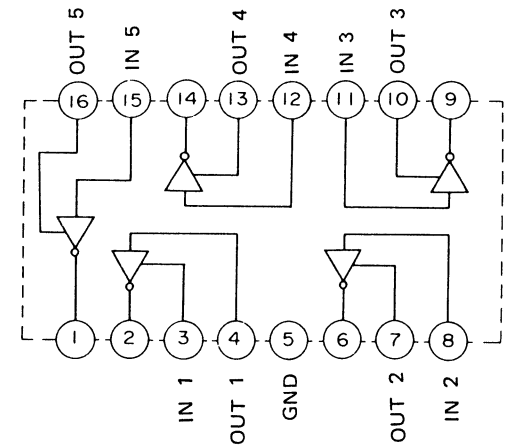 OUT 5
IN 5
OUT 4
IN 4
IN 3
OUT 3
16
15
14
13
12
11
10
9
1
2
3
4
5
6
7
8
IN 1
OUT 1
GND
OUT 2
IN 2